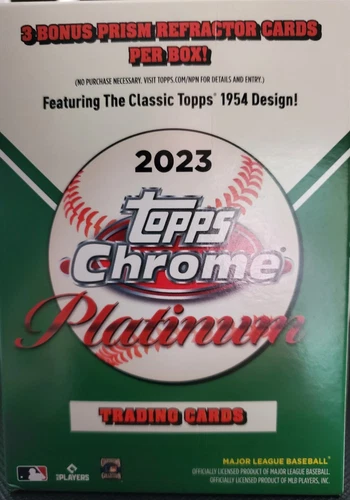 3 BONUS PRISM REFRACTOR CARDS
PER BOX!
(NO PURCHASE NECESSARY. VISIT TOPPS.COM/NPN FOR DETAILS AND ENTRY.)
Featuring The Classic Topps® 1954 Design!
2023
topps
Chrome®
Platinum
TRADING CARDS
MAJOR LEAGUE BASEBALL®
OFFICIALLY LICENSED PRODUCT OF MAJOR LEAGUE BASEBALL.
OFFICIALLY LICENSED PRODUCT OF MLB PLAYERS, INC.
PLAYERS